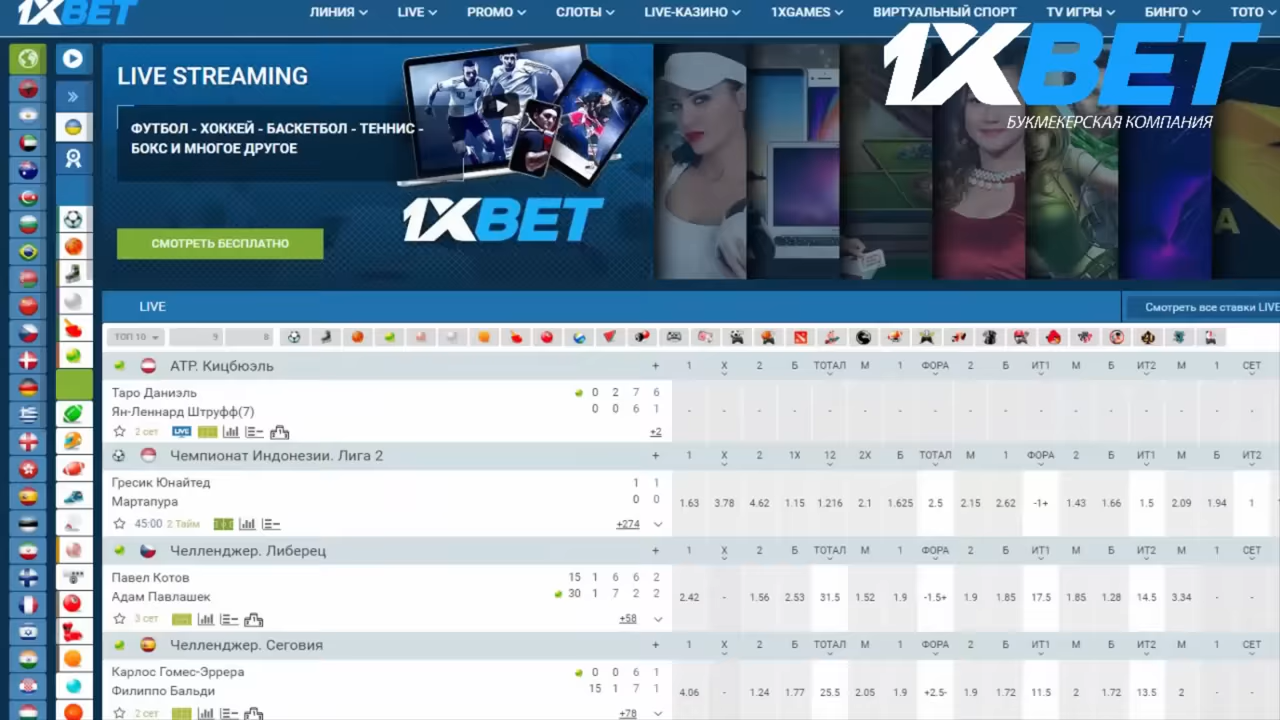 1XBET
ЛИНИЯ LIVE PROMO СЛОТЫ LIVE-КАЗИНО 1XGAMES ВИРТУАЛЬНЫЙ СПОРТ TV ИГРЫ БИНГО ТОТО
1XBET
БУКМЕКЕРСКАЯ КОМПАНИЯ
LIVE STREAMING
ФУТБОЛ - ХОККЕЙ - БАСКЕТБОЛ - ТЕННИС -
БОКС И МНОГОЕ ДРУГОЕ
1XBET
СМОТРЕТЬ БЕСПЛАТНО
LIVE Смотреть все ставки LIVE
ТОП 10 9 8
ATP. Кицбюэль + 1 X 2 Б ТОТАЛ М 1 ФОРА 2 Б ИТ1 М Б ИТ2 М 1 СЕТ
Таро Даниэль 0 2 7 6
Ян-Леннард Штруфф(7) 0 0 6 1
- - - - - - - - - - - - - - - - -
2 сет LIVE +2
Чемпионат Индонезии. Лига 2 + 1 X 2 1X 12 2X Б ТОТАЛ М 1 ФОРА 2 Б ИТ1 М Б ИТ2
Гресик Юнайтед 1 1
Мартапура 0 0
1.63 3.78 4.62 1.15 1.216 2.1 1.625 2.5 2.15 2.62 -1+ 1.43 1.66 1.5 2.09 1.94 1
45:00 2 Тайм +274
Челленджер. Либерец + 1 X 2 Б ТОТАЛ М 1 ФОРА 2 Б ИТ1 М Б ИТ2 М 1 СЕТ
Павел Котов 15 1 6 6 2
Адам Павлашек 30 1 7 2 2
2.42 - 1.56 2.53 31.5 1.52 1.9 -1.5+ 1.9 1.85 17.5 1.85 1.28 14.5 3.34 - -
3 сет +58
Челленджер. Сеговия + 1 X 2 Б ТОТАЛ М 1 ФОРА 2 Б ИТ1 М Б ИТ2 М 1 СЕТ
Карлос Гомес-Эррера 0 0 6 1
Филиппо Бальди 15 1 7 1
4.06 - 1.24 1.77 25.5 2.05 1.9 +2.5- 1.9 1.72 11.5 2 1.72 13.5 2 - -
2 сет +78